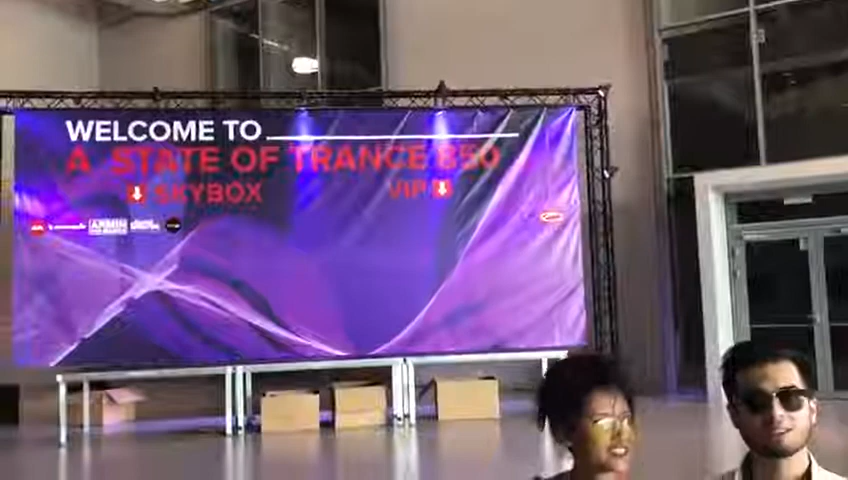 WELCOME TO
A STATE OF TRANCE 850
SKYBOX
VIP
ARMIN